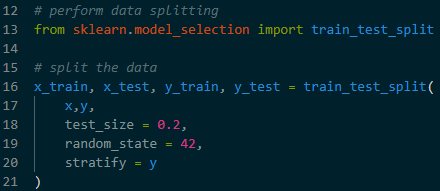 12 # perform data splitting
13 from sklearn.model_selection import train_test_split
14
15 # split the data
16 x_train, x_test, y_train, y_test = train_test_split(
17     x,y,
18     test_size = 0.2,
19     random_state = 42,
20     stratify = y
21 )